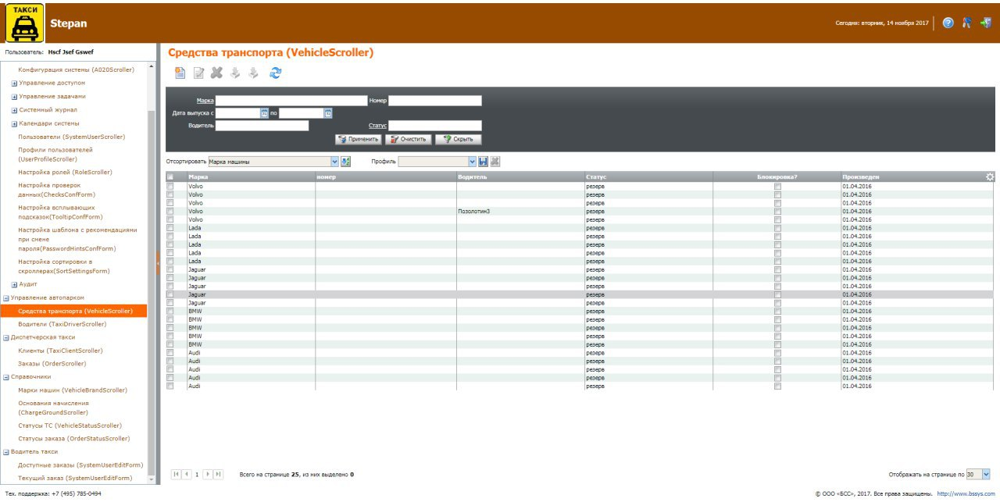 ТАКСИ
Stepan
Сегодня: вторник, 14 ноября 2017
Пользователь: Hscf Jsef Gswef
Конфигурация системы (A020Scroller)
Управление доступом
Управление задачами
Системный журнал
Календари системы
Пользователи (SystemUserScroller)
Профили пользователей
(UserProfileScroller)
Настройка ролей (RoleScroller)
Настройка проверок
данных(ChecksConfForm)
Настройка всплывающих
подсказок(TooltipConfForm)
Настройка шаблона с рекомендациями
при смене
пароля(PasswordHintsConfForm)
Настройка сортировки в
скроллерах(SortSettingsForm)
Аудит
Управление автопарком
Средства транспорта (VehicleScroller)
Водители (TaxiDriverScroller)
Диспетчерская такси
Клиенты (TaxiClientScroller)
Заказы (OrderScroller)
Справочники
Марки машин (VehicleBrandScroller)
Основания начисления
(ChargeGroundScroller)
Статусы ТС (VehicleStatusScroller)
Статусы заказа (OrderStatusScroller)
Водитель такси
Доступные заказы (SystemUserEditForm)
Текущий заказ (SystemUserEditForm)
Средства транспорта (VehicleScroller)
Марка Номер
Дата выпуска с по
Водитель Статус
Применить Очистить Скрыть
Отсортировать Марка машины Профиль
Марка номер Водитель Статус Блокировка? Произведен
Volvo резерв 01.04.2016
Volvo резерв 01.04.2016
Volvo резерв 01.04.2016
Volvo Позолотин3 резерв 01.04.2016
Volvo резерв 01.04.2016
Lada резерв 01.04.2016
Lada резерв 01.04.2016
Lada резерв 01.04.2016
Lada резерв 01.04.2016
Lada резерв 01.04.2016
Jaguar резерв 01.04.2016
Jaguar резерв 01.04.2016
Jaguar резерв 01.04.2016
Jaguar резерв 01.04.2016
Jaguar резерв 01.04.2016
BMW резерв 01.04.2016
BMW резерв 01.04.2016
BMW резерв 01.04.2016
BMW резерв 01.04.2016
BMW резерв 01.04.2016
Audi резерв 01.04.2016
Audi резерв 01.04.2016
Audi резерв 01.04.2016
Audi резерв 01.04.2016
Audi резерв 01.04.2016
1 Всего на странице 25, из них выделено 0 Отображать на странице по 30
Тех. поддержка: +7 (495) 785-0494
© ООО «БСС», 2017. Все права защищены. http://www.bssys.com